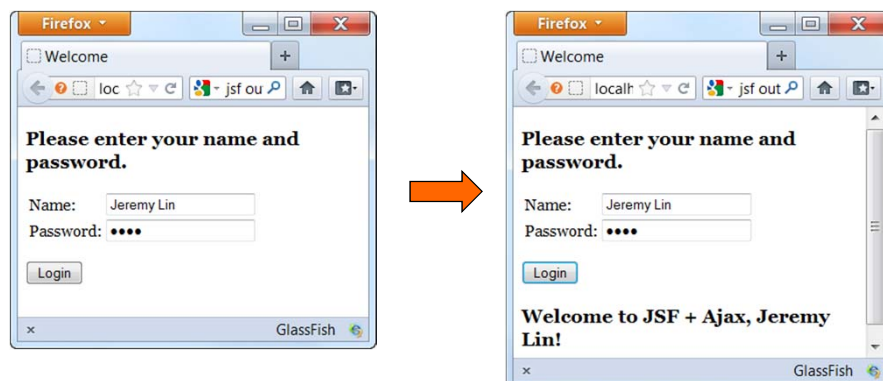 Firefox
Welcome
loc
jsf ou
Please enter your name and
password.
Name: Jeremy Lin
Password: ••••
Login
× GlassFish
Firefox
Welcome
localh
jsf out
Please enter your name and
password.
Name: Jeremy Lin
Password: ••••
Login
Welcome to JSF + Ajax, Jeremy
Lin!
× GlassFish